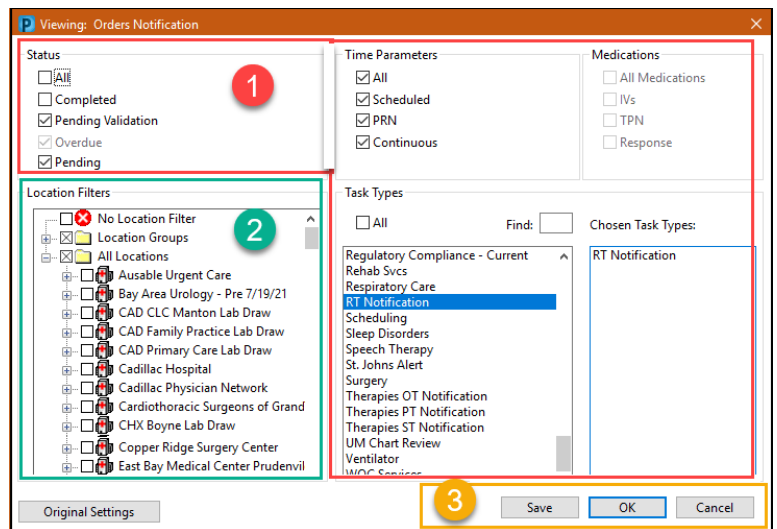 Viewing: Orders Notification
Status
All
Completed
Pending Validation
Overdue
Pending
1
Time Parameters
All
Scheduled
PRN
Continuous
Medications
All Medications
IVs
TPN
Response
Location Filters
No Location Filter
Location Groups
All Locations
Ausable Urgent Care
Bay Area Urology - Pre 7/19/21
CAD CLC Manton Lab Draw
CAD Family Practice Lab Draw
CAD Primary Care Lab Draw
Cadillac Hospital
Cadillac Physician Network
Cardiothoracic Surgeons of Grand
CHX Boyne Lab Draw
Copper Ridge Surgery Center
East Bay Medical Center Prudenvil
2
Task Types
All
Find:
Chosen Task Types:
Regulatory Compliance - Current
Rehab Svcs
Respiratory Care
RT Notification
Scheduling
Sleep Disorders
Speech Therapy
St. Johns Alert
Surgery
Therapies OT Notification
Therapies PT Notification
Therapies ST Notification
UM Chart Review
Ventilator
WOC Services
RT Notification
Original Settings
3
Save
OK
Cancel